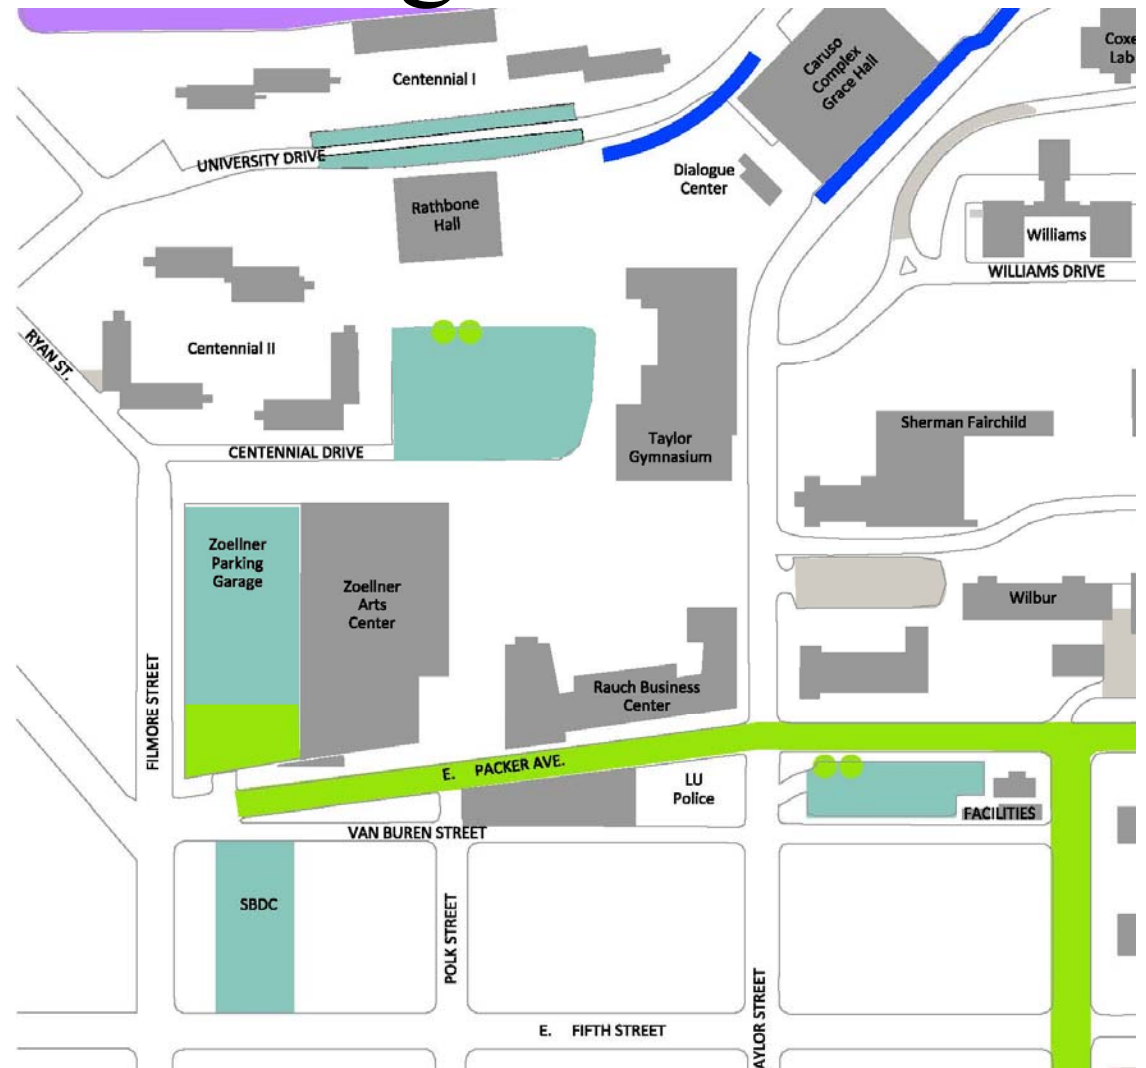 Centennial I
Caruso
Complex
Grace Hall
Coxe
Lab
UNIVERSITY DRIVE
Dialogue
Center
Rathbone
Hall
Williams
WILLIAMS DRIVE
RYAN ST.
Centennial II
CENTENNIAL DRIVE
Taylor
Gymnasium
Sherman Fairchild
Zoellner
Parking
Garage
Zoellner
Arts
Center
Wilbur
FILMORE STREET
Rauch Business
Center
E. PACKER AVE.
LU
Police
VAN BUREN STREET
FACILITIES
SBDC
POLK STREET
AYLOR STREET
E. FIFTH STREET